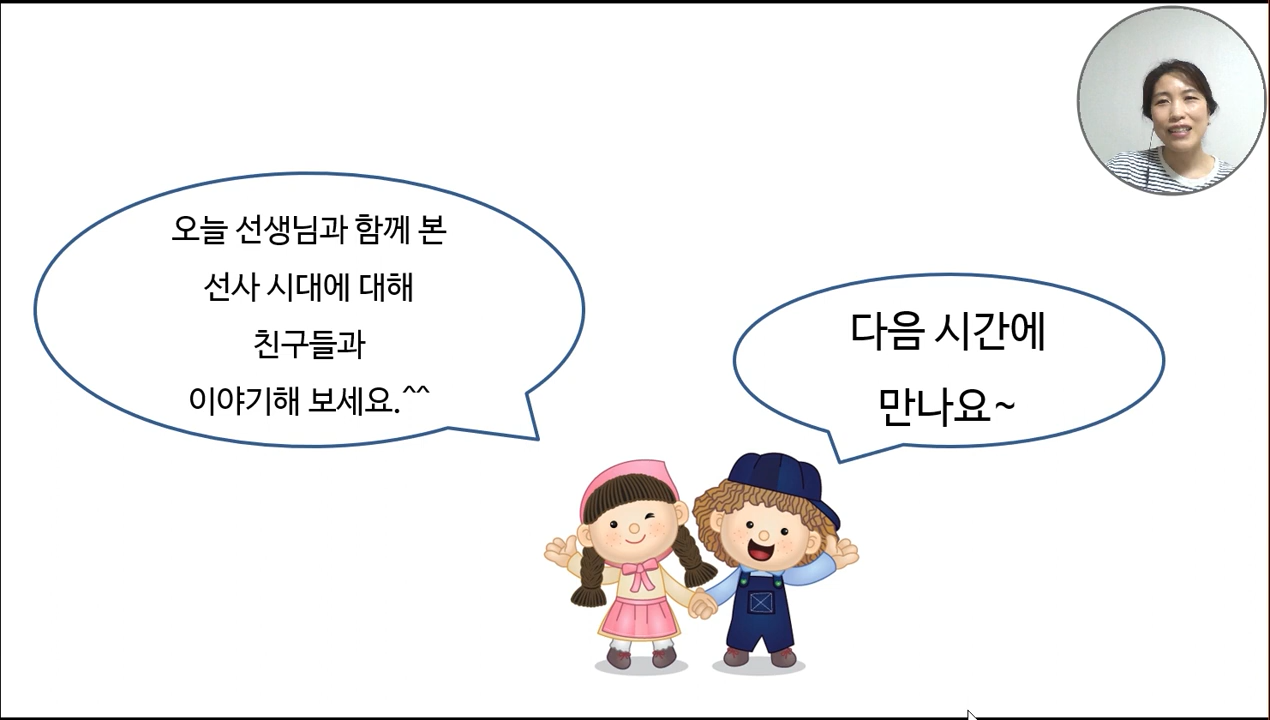 오늘 선생님과 함께 본
선사 시대에 대해
친구들과
이야기해 보세요.^^
다음 시간에
만나요~